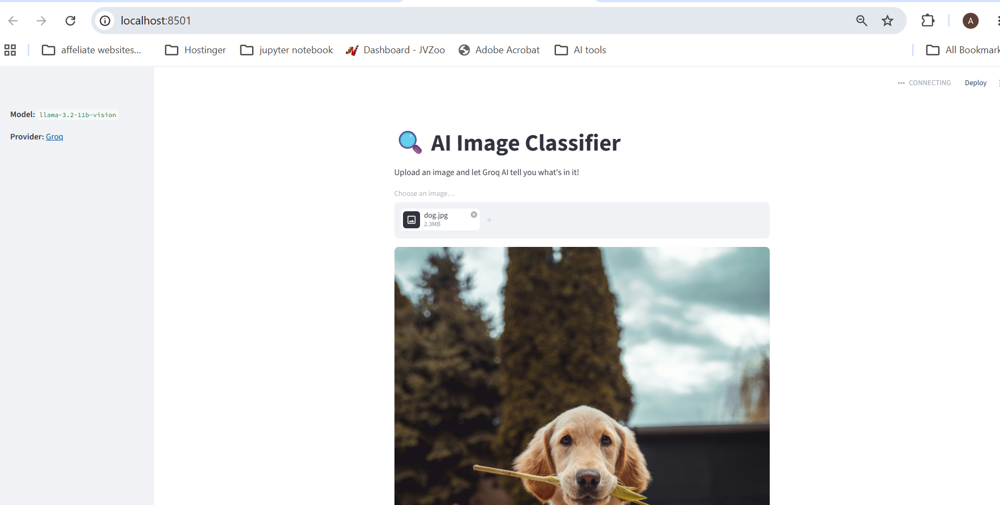 localhost:8501
A
affeliate websites...
Hostinger
jupyter notebook
Dashboard - JVZoo
Adobe Acrobat
AI tools
All Bookmark
CONNECTING
Deploy
Model: llama-3.2-11b-vision
Provider: Groq
AI Image Classifier
Upload an image and let Groq AI tell you what's in it!
Choose an image...
dog.jpg
2.3MB